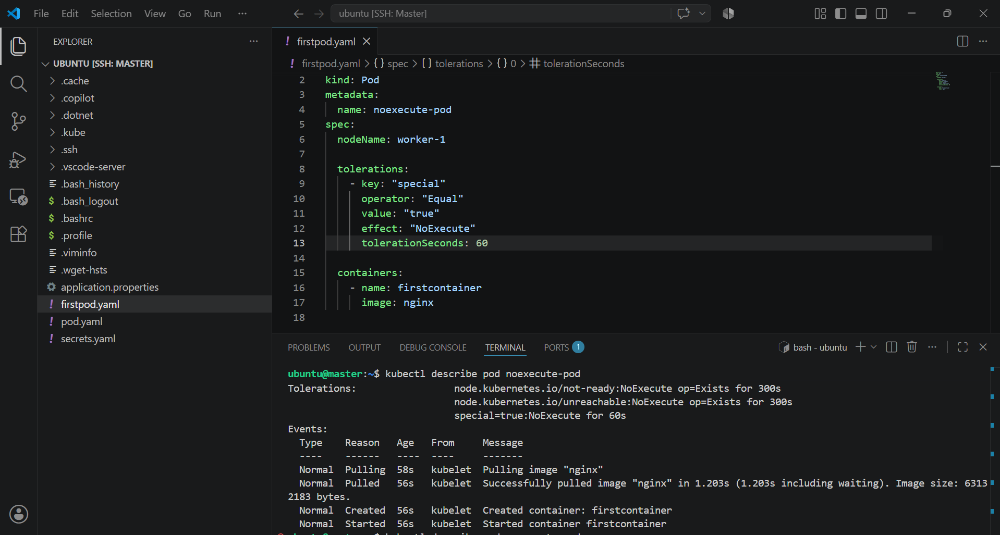 File Edit Selection View Go Run ···
ubuntu [SSH: Master]
EXPLORER
UBUNTU [SSH: MASTER]
.cache
.copilot
.dotnet
.kube
.ssh
.vscode-server
.bash_history
$ .bash_logout
$ .bashrc
$ .profile
.viminfo
.wget-hsts
application.properties
! firstpod.yaml
! pod.yaml
! secrets.yaml
! firstpod.yaml
! firstpod.yaml > { } spec > [ ] tolerations > { } 0 > # tolerationSeconds
2 kind: Pod
3 metadata:
4 name: noexecute-pod
5 spec:
6 nodeName: worker-1
7
8 tolerations:
9 - key: "special"
10 operator: "Equal"
11 value: "true"
12 effect: "NoExecute"
13 tolerationSeconds: 60
14
15 containers:
16 - name: firstcontainer
17 image: nginx
18
PROBLEMS OUTPUT DEBUG CONSOLE TERMINAL PORTS 1
bash - ubuntu
ubuntu@master:~$ kubectl describe pod noexecute-pod
Tolerations: node.kubernetes.io/not-ready:NoExecute op=Exists for 300s
node.kubernetes.io/unreachable:NoExecute op=Exists for 300s
special=true:NoExecute for 60s
Events:
Type Reason Age From Message
---- ------ ---- ---- -------
Normal Pulling 58s kubelet Pulling image "nginx"
Normal Pulled 56s kubelet Successfully pulled image "nginx" in 1.203s (1.203s including waiting). Image size: 6313
2183 bytes.
Normal Created 56s kubelet Created container: firstcontainer
Normal Started 56s kubelet Started container firstcontainer